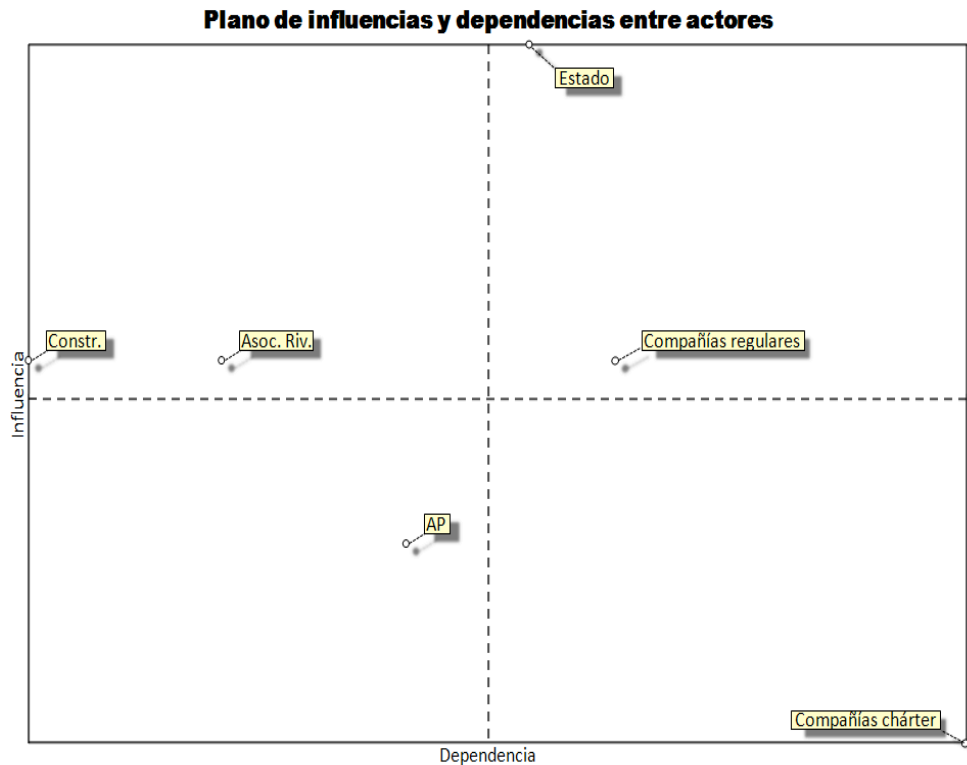 Plano de influencias y dependencias entre actores
Estado
Constr.
Asoc. Riv.
Compañías regulares
Influencia
AP
Compañías chárter
Dependencia